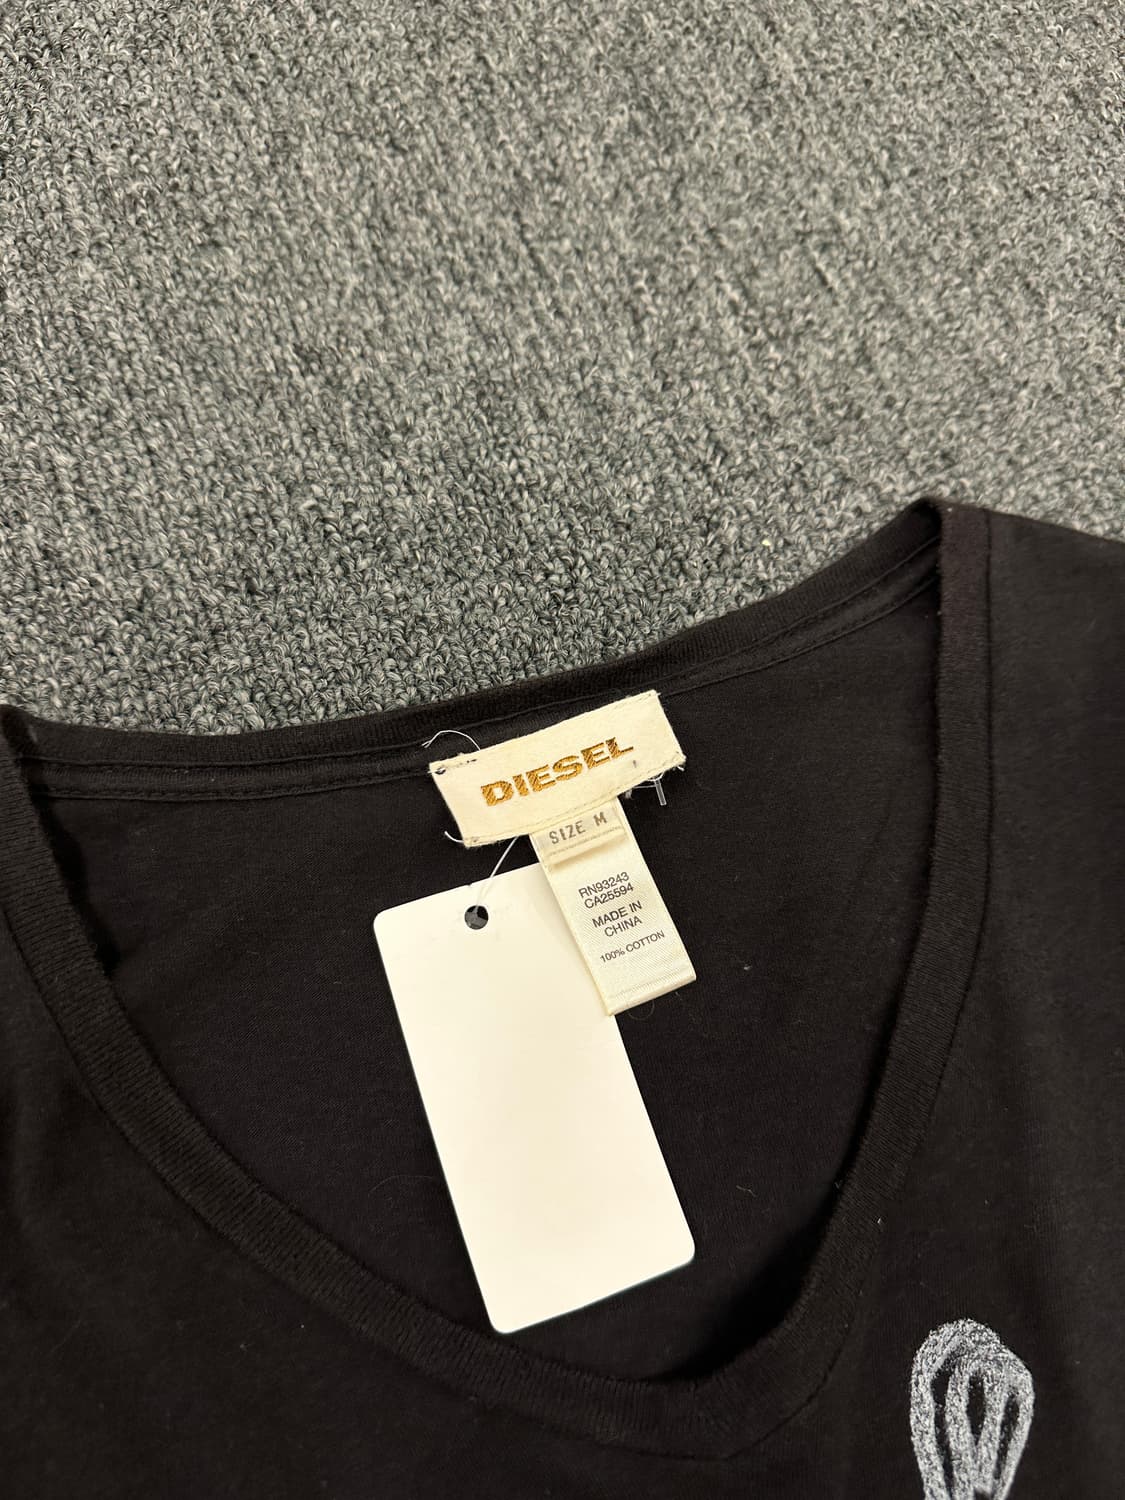 DIESEL
SIZE M
RN93243
CA25594
MADE IN
CHINA
100% COTTON